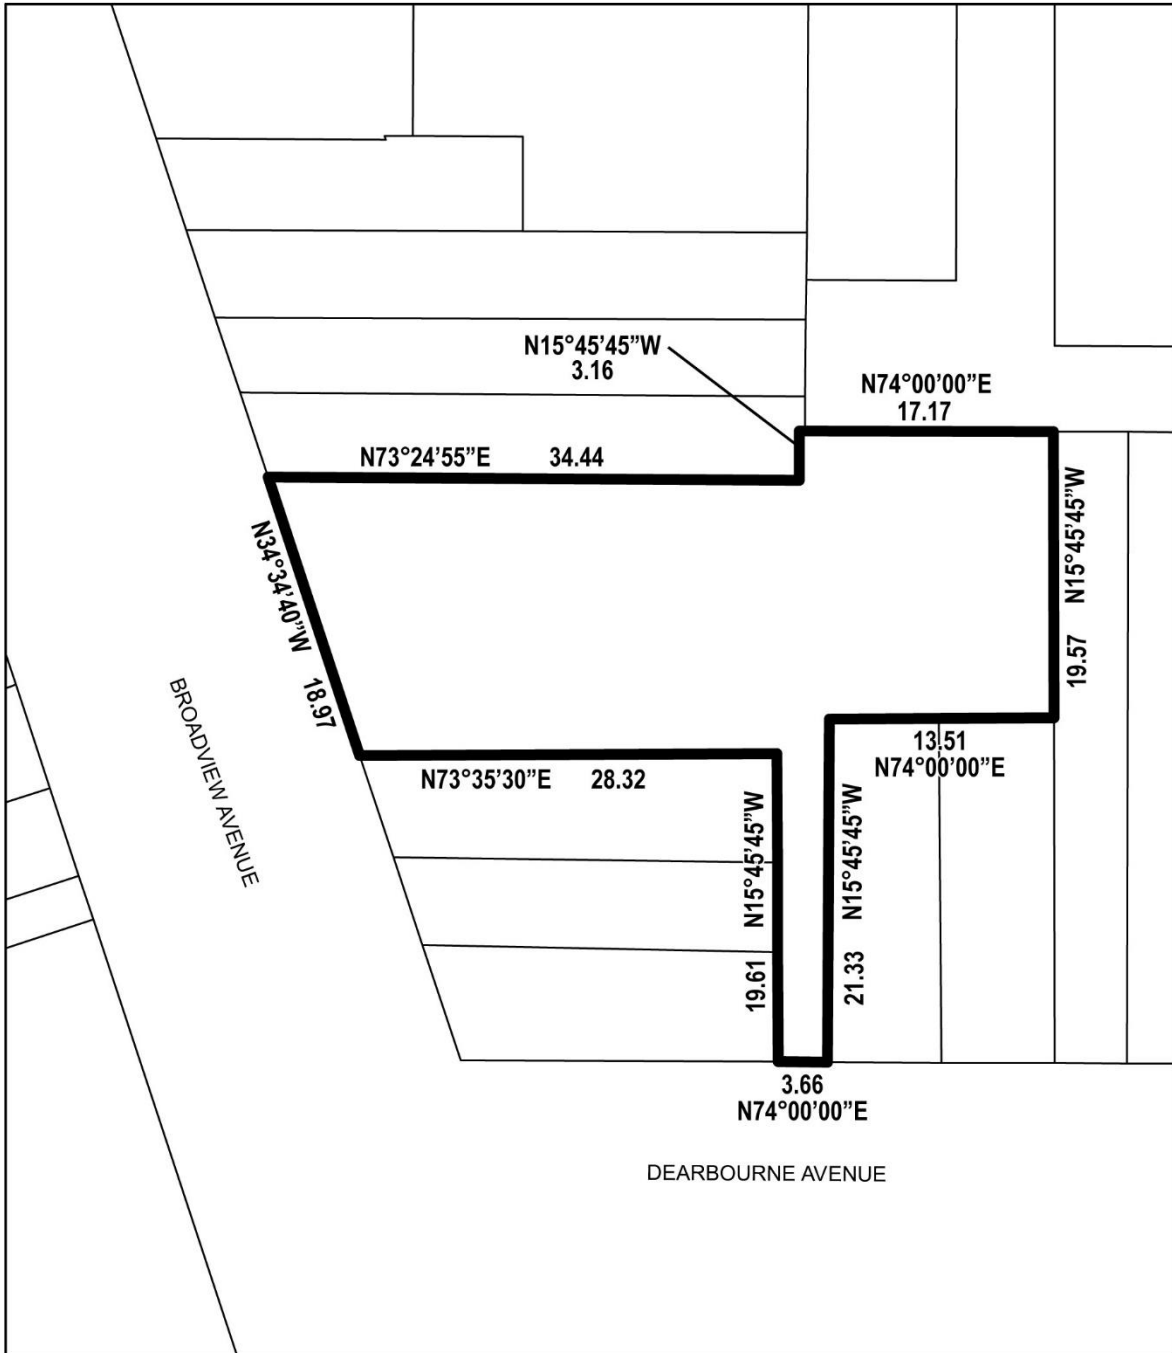 N15°45’45”W
3.16
N74°00’00”E
17.17
N73°24’55”E 34.44
N15°45’45”W
19.57
N34°34’40”W 18.97
BROADVIEW AVENUE
13.51
N74°00’00”E
N73°35’30”E 28.32
N15°45’45”W
19.61
N15°45’45”W
21.33
3.66
N74°00’00”E
DEARBOURNE AVENUE